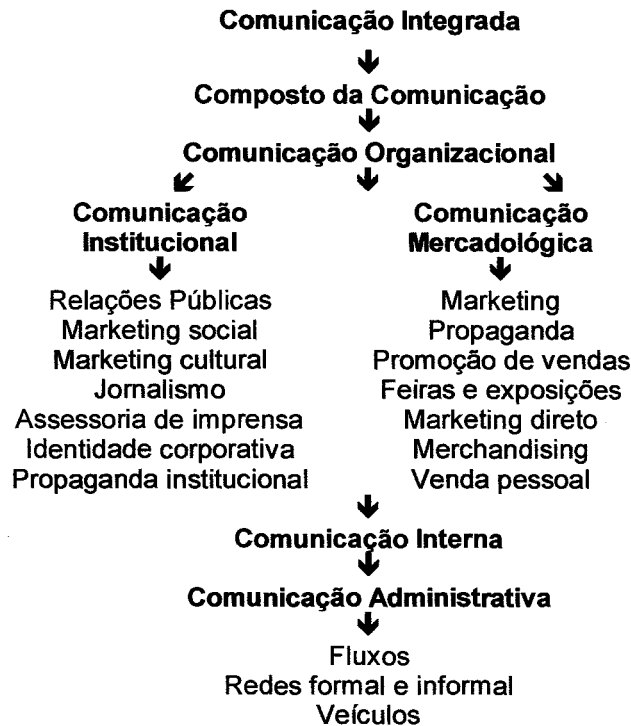 Comunicação Integrada
Composto da Comunicação
Comunicação Organizacional
Comunicação
Institucional
Relações Públicas
Marketing social
Marketing cultural
Jornalismo
Assessoria de imprensa
Identidade corporativa
Propaganda institucional
Comunicação
Mercadológica
Marketing
Propaganda
Promoção de vendas
Feiras e exposições
Marketing direto
Merchandising
Venda pessoal
Comunicação Interna
Comunicação Administrativa
Fluxos
Redes formal e informal
Veículos